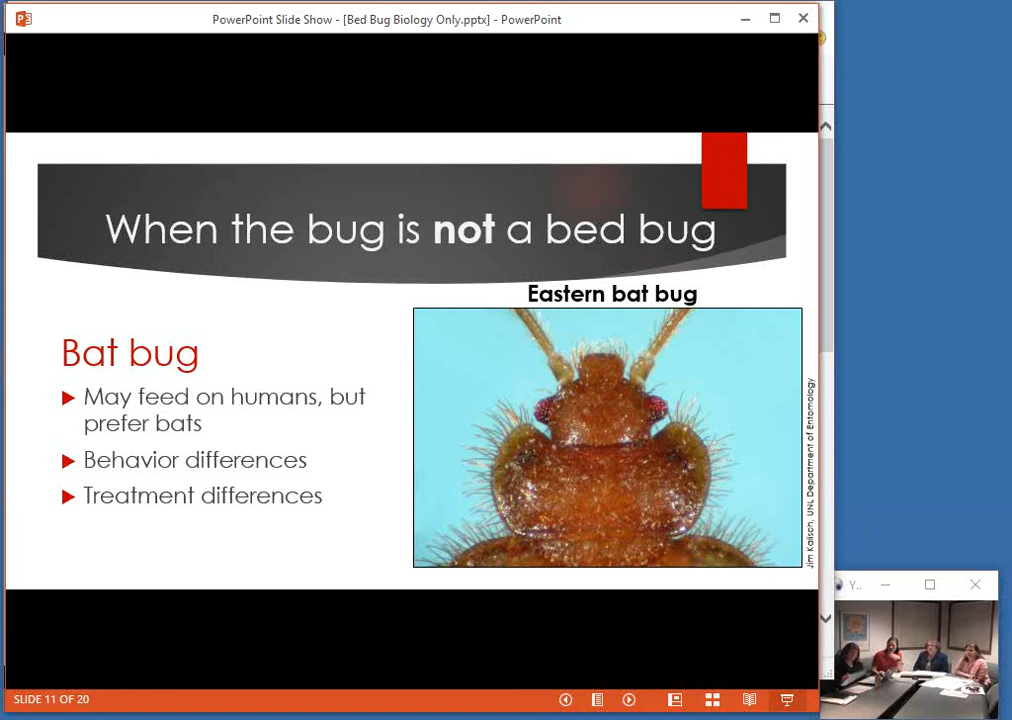 PowerPoint Slide Show - [Bed Bug Biology Only.pptx] - PowerPoint
When the bug is not a bed bug
Eastern bat bug
Bat bug
May feed on humans, but
prefer bats
Behavior differences
Treatment differences
Jim Kalisch, UNL Department of Entomology
Y..
SLIDE 11 OF 20